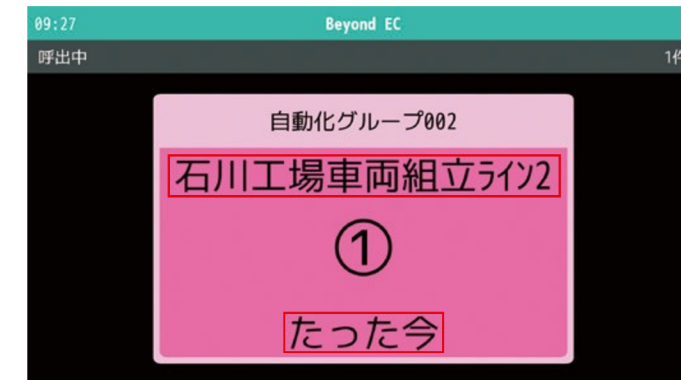 09:27 Beyond EC
呼出中 1件
自動化グループ002
石川工場車両組立ﾗｲﾝ2
①
たった今